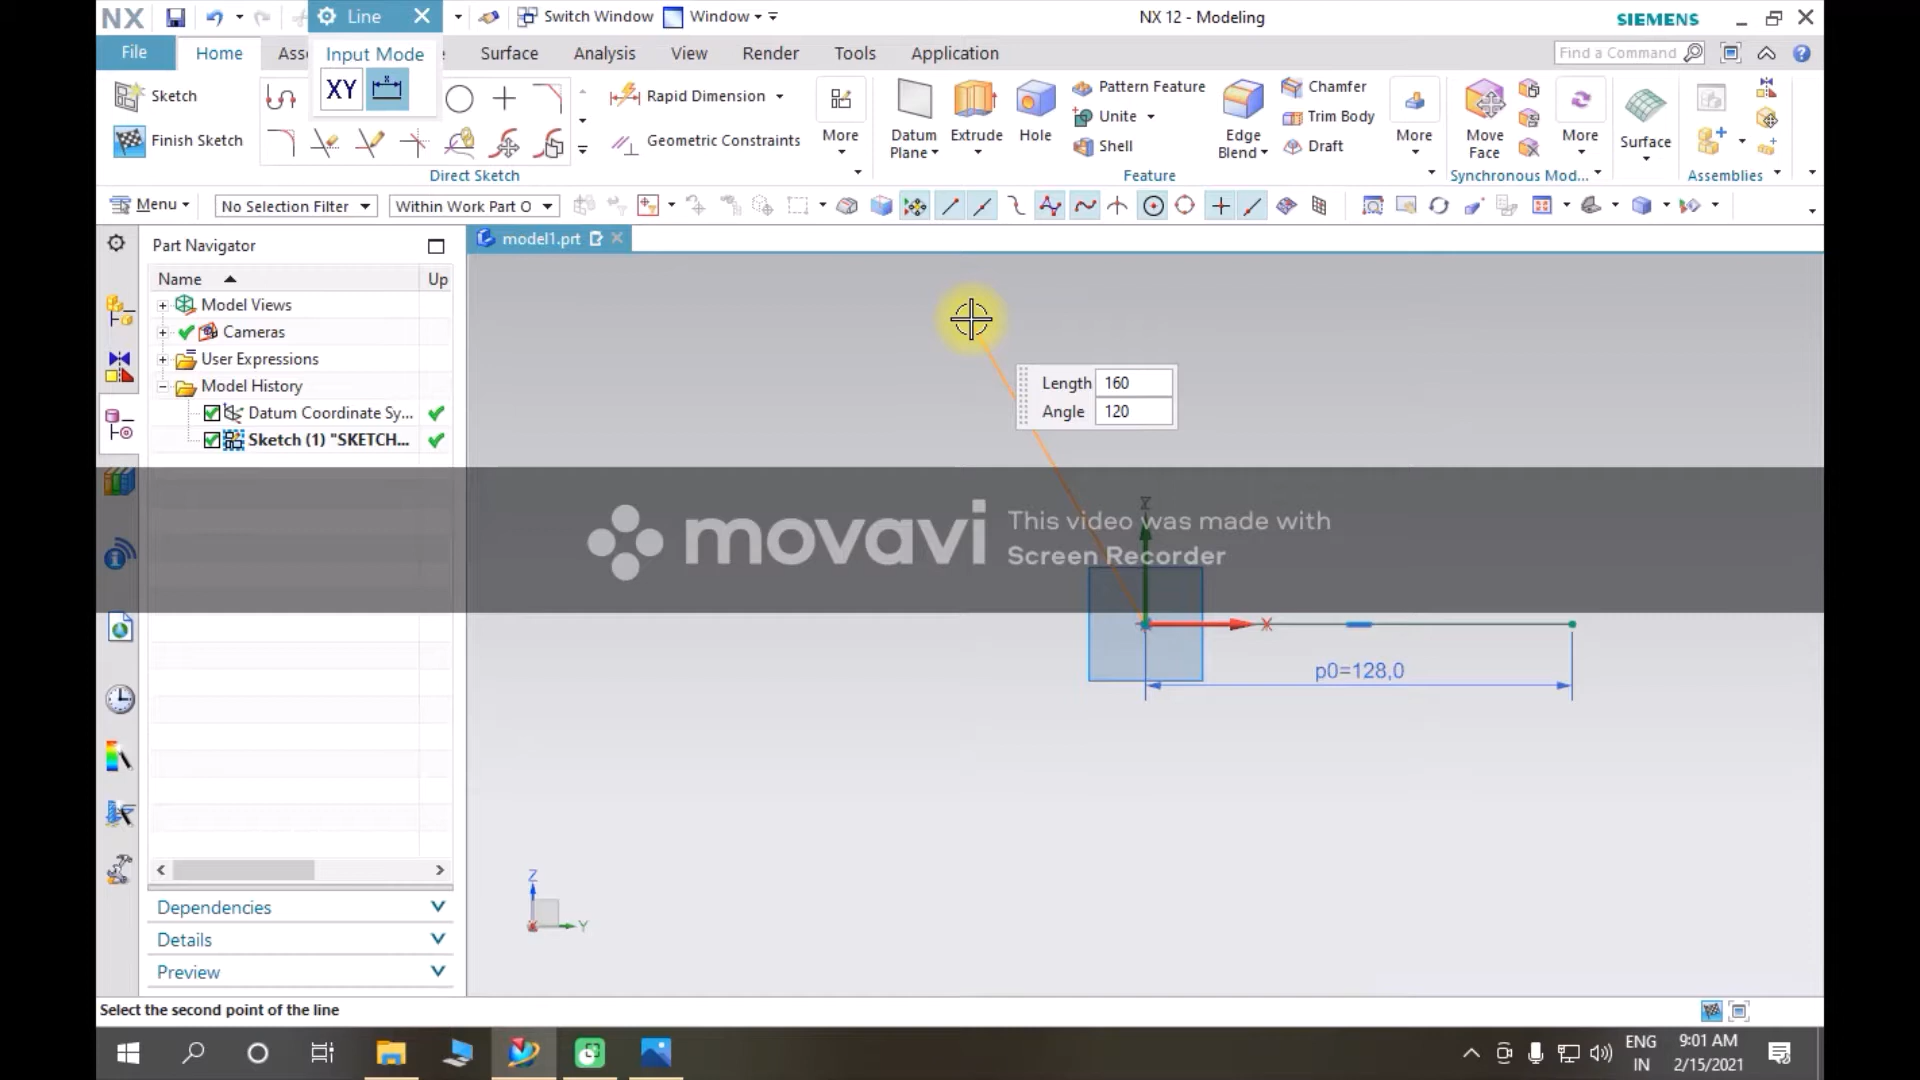 NX
Line
Switch Window
Window
NX 12 - Modeling
SIEMENS
File
Home
Ass
Input Mode
Surface
Analysis
View
Render
Tools
Application
Find a Command
XY
Sketch
Finish Sketch
Rapid Dimension
Geometric Constraints
More
Direct Sketch
Datum
Plane
Extrude
Hole
Pattern Feature
Unite
Shell
Edge
Blend
Chamfer
Trim Body
Draft
More
Feature
Move
Face
More
Synchronous Mod...
Surface
Assemblies
Menu
No Selection Filter
Within Work Part O
Part Navigator
model1.prt
Name
Up
Model Views
Cameras
User Expressions
Model History
Datum Coordinate Sy...
Sketch (1) "SKETCH...
Length 160
Angle 120
movavi
This video was made with
Screen Recorder
X
p0=128,0
Z
Y
Dependencies
Details
Preview
Select the second point of the line
ENG
IN
9:01 AM
2/15/2021